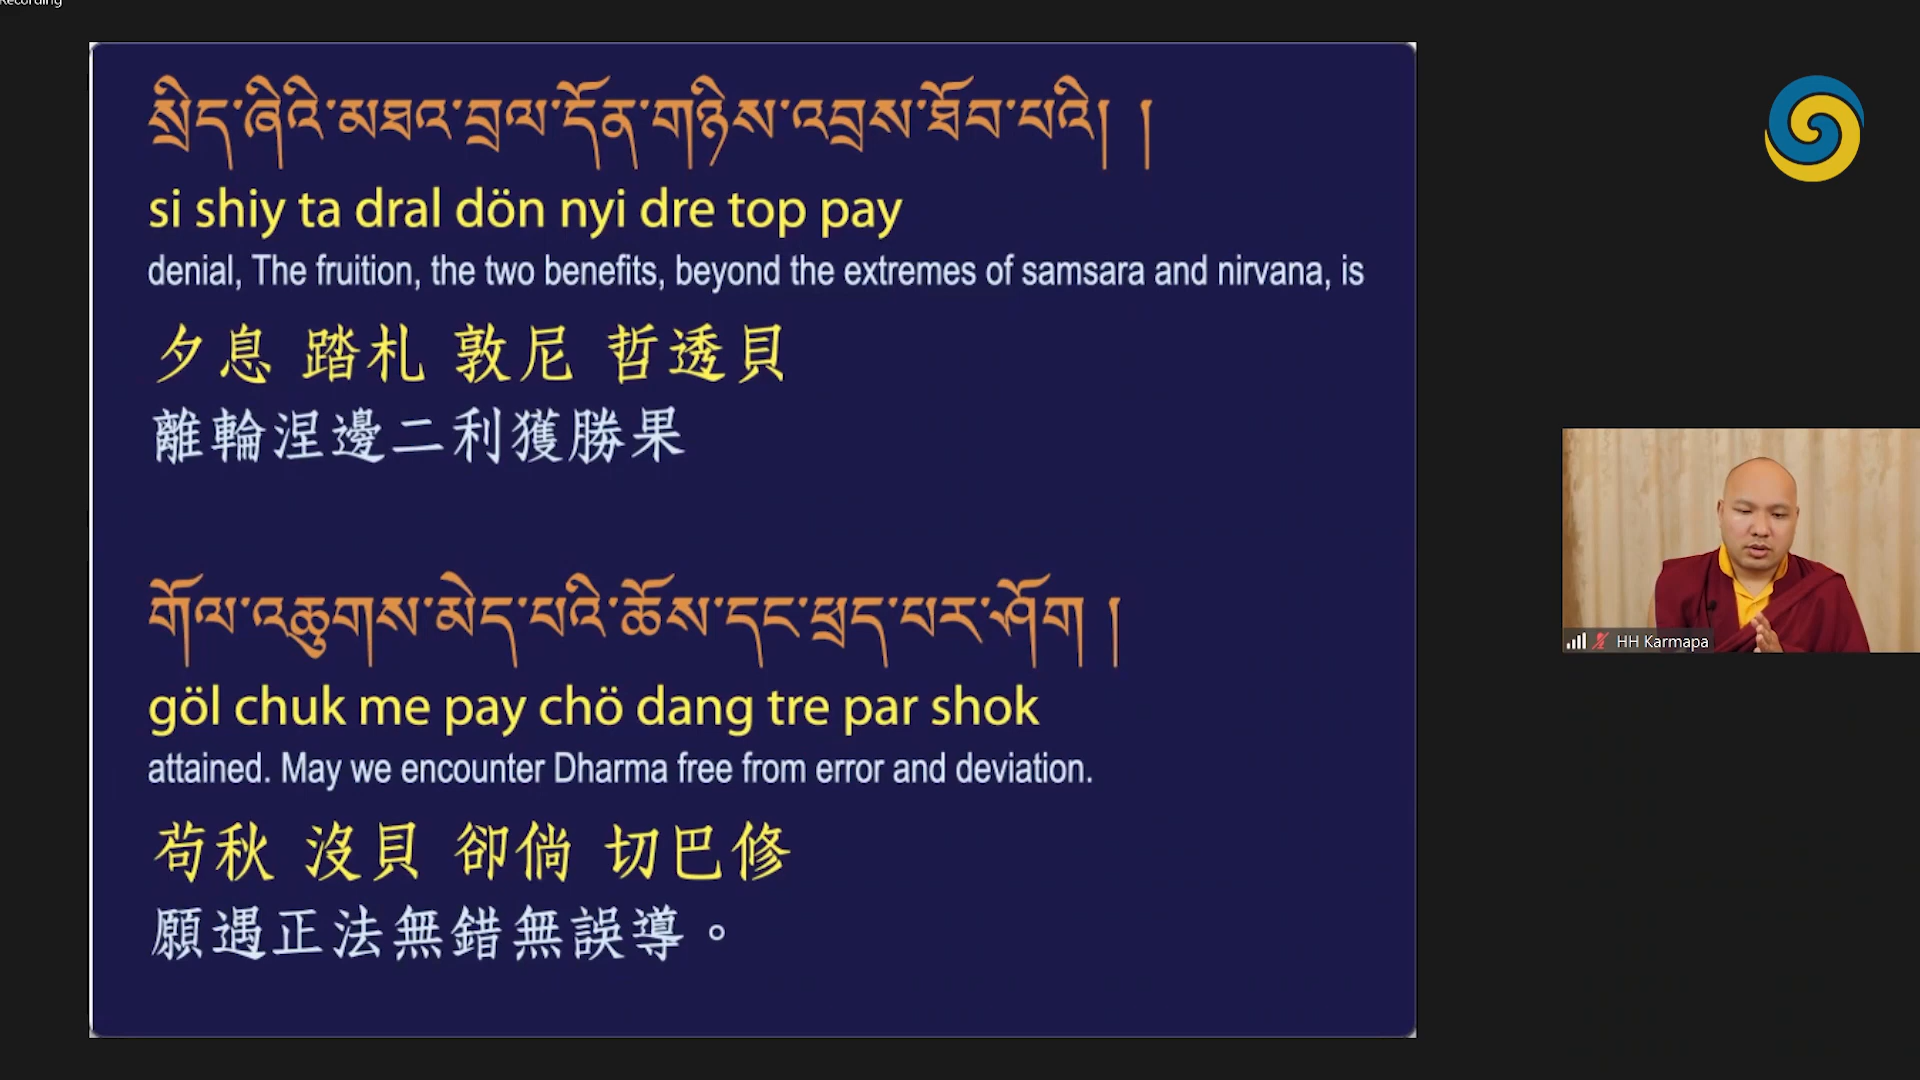 Recording
སྲིད་ཞིའི་མཐའ་བྲལ་དོན་གཉིས་འབྲས་ཐོབ་པའི། །
si shiy ta dral dön nyi dre top pay
denial, The fruition, the two benefits, beyond the extremes of samsara and nirvana, is
夕息 踏札 敦尼 哲透貝
離輪涅邊二利獲勝果
གོལ་འཆུགས་མེད་པའི་ཆོས་དང་ཕྲད་པར་ཤོག །
göl chuk me pay chö dang tre par shok
attained. May we encounter Dharma free from error and deviation.
苟秋 沒貝 卻倘 切巴修
願遇正法無錯無誤導。
HH Karmapa